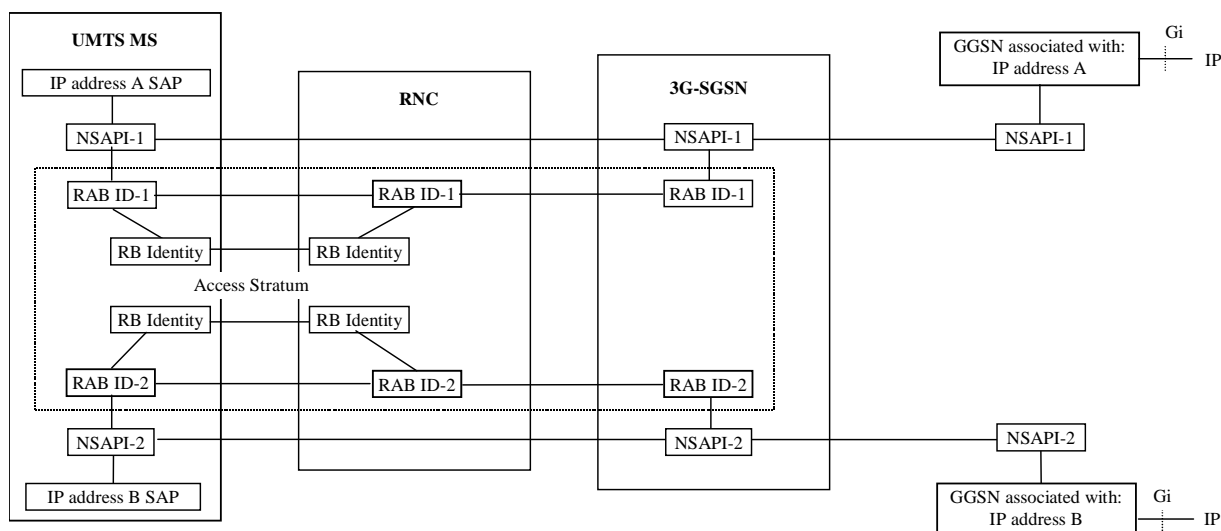 UMTS MS
IP address A SAP
NSAPI-1
RAB ID-1
RB Identity
RNC
RAB ID-1
RB Identity
3G-SGSN
NSAPI-1
RAB ID-1
GGSN associated with:
IP address A
Gi
IP
NSAPI-1
Access Stratum
RB Identity
RB Identity
RAB ID-2
RAB ID-2
RAB ID-2
NSAPI-2
NSAPI-2
NSAPI-2
IP address B SAP
GGSN associated with:
IP address B
Gi
IP